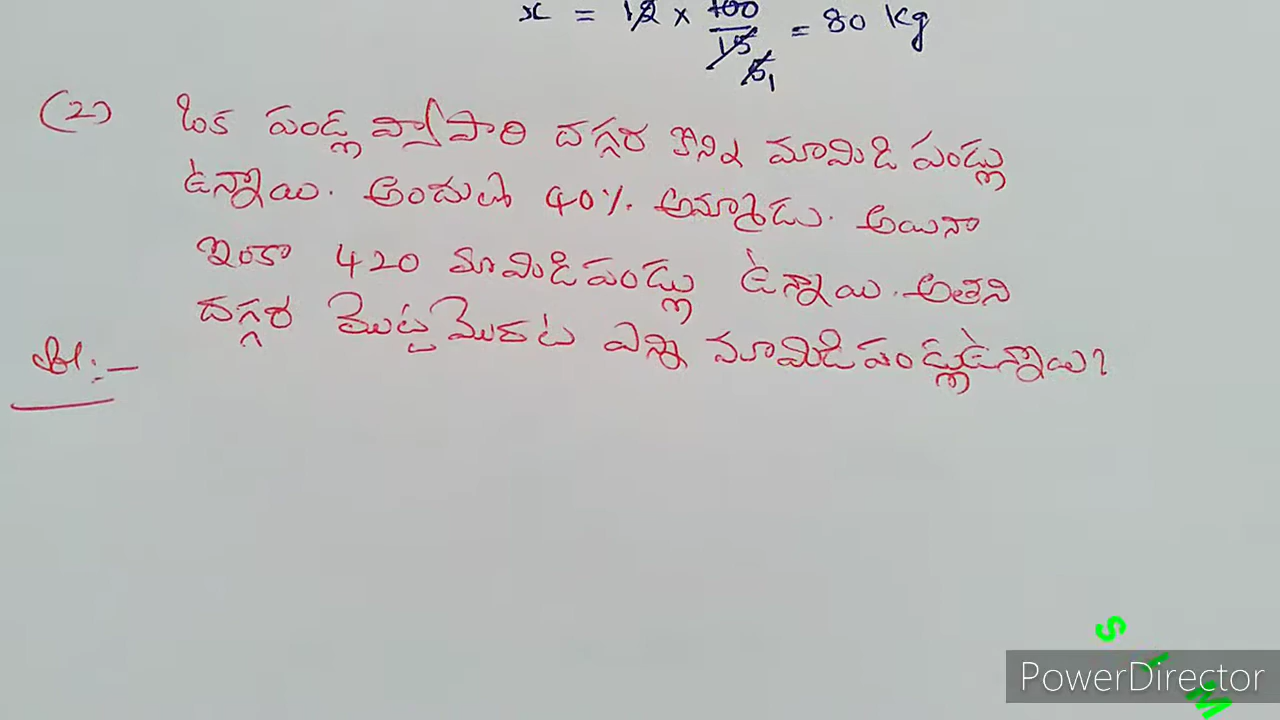 x = 12 × 100/15 = 80 kg
(2) ఒక పండ్ల వ్యాపారి దగ్గర కొన్ని మామిడి పండ్లు
ఉన్నాయి. అందులో 40% అమ్మాడు. అయినా
ఇంకా 420 మామిడి పండ్లు ఉన్నాయి. అతని
దగ్గర మొట్టమొదట ఎన్ని మామిడి పండ్లు ఉన్నాయి?
Sol:-
S I M
PowerDirector